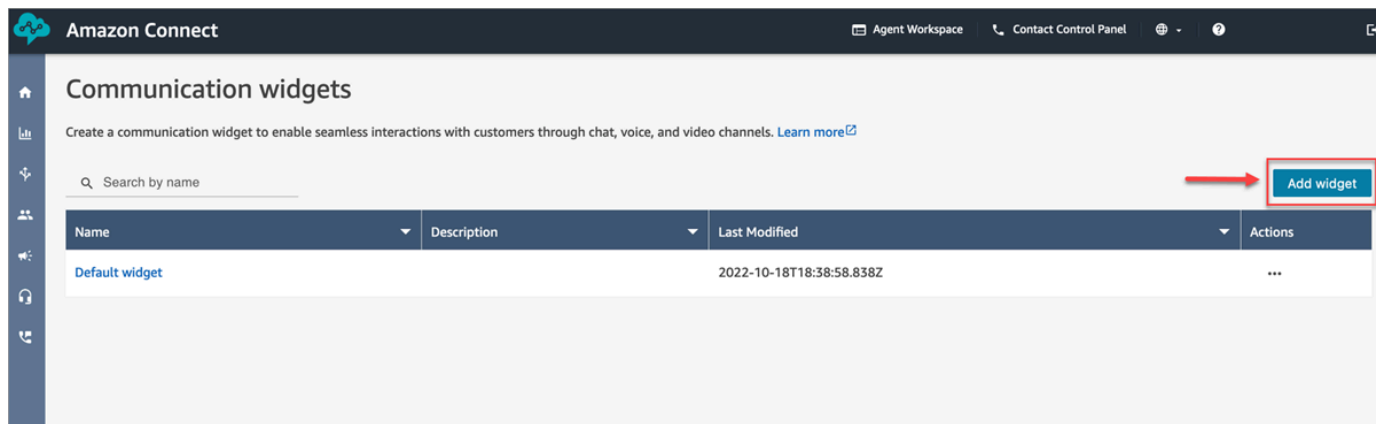 Amazon Connect
Agent Workspace
Contact Control Panel
Communication widgets
Create a communication widget to enable seamless interactions with customers through chat, voice, and video channels. Learn more
Search by name
Add widget
Name Description Last Modified Actions
Default widget 2022-10-18T18:38:58.838Z ...